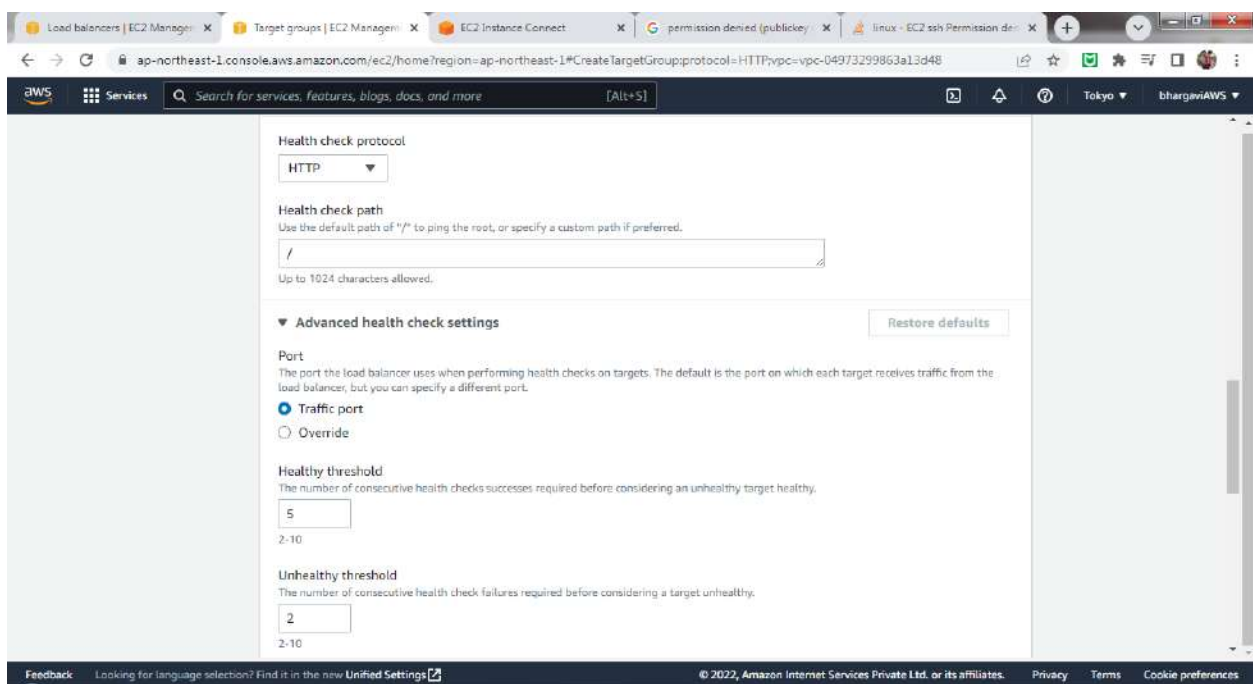 Load balancers | EC2 Manager
Target groups | EC2 Managem
EC2 Instance Connect
permission denied (publickey
linux - EC2 ssh Permission de
ap-northeast-1.console.aws.amazon.com/ec2/home?region=ap-northeast-1#CreateTargetGroup:protocol=HTTP;vpc=vpc-04973299863a13d48
aws
Services
Search for services, features, blogs, docs, and more
[Alt+S]
Tokyo
bhargaviAWS
Health check protocol
HTTP
Health check path
Use the default path of "/" to ping the root, or specify a custom path if preferred.
/
Up to 1024 characters allowed.
Advanced health check settings
Restore defaults
Port
The port the load balancer uses when performing health checks on targets. The default is the port on which each target receives traffic from the
load balancer, but you can specify a different port.
Traffic port
Override
Healthy threshold
The number of consecutive health checks successes required before considering an unhealthy target healthy.
5
2-10
Unhealthy threshold
The number of consecutive health check failures required before considering a target unhealthy.
2
2-10
Feedback
Looking for language selection? Find it in the new Unified Settings
© 2022, Amazon Internet Services Private Ltd. or its affiliates.
Privacy
Terms
Cookie preferences